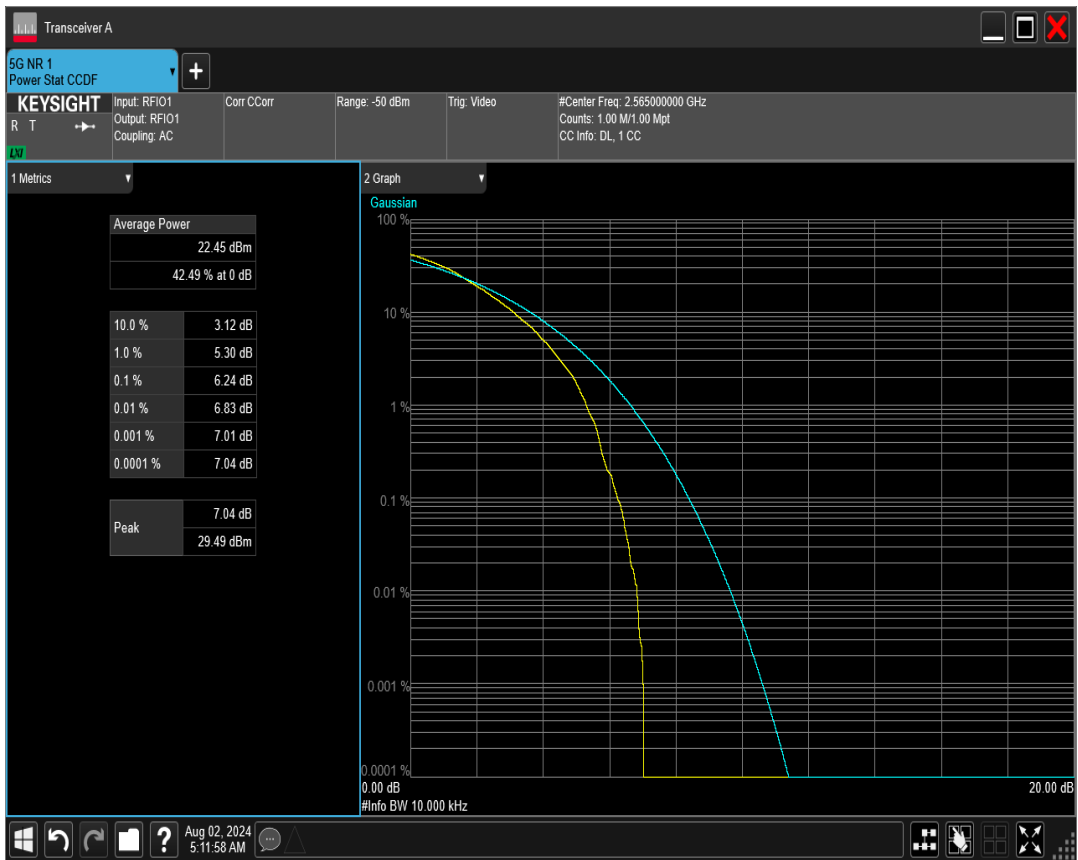 Transceiver A
5G NR 1
Power Stat CCDF
+
KEYSIGHT
R T
LXI
Input: RFIO1
Output: RFIO1
Coupling: AC
Corr CCorr
Range: -50 dBm
Trig: Video
#Center Freq: 2.565000000 GHz
Counts: 1.00 M/1.00 Mpt
CC Info: DL, 1 CC
1 Metrics
Average Power
22.45 dBm
42.49 % at 0 dB
10.0 % 3.12 dB
1.0 % 5.30 dB
0.1 % 6.24 dB
0.01 % 6.83 dB
0.001 % 7.01 dB
0.0001 % 7.04 dB
Peak
7.04 dB
29.49 dBm
2 Graph
Gaussian
100 %
10 %
1 %
0.1 %
0.01 %
0.001 %
0.0001 %
0.00 dB 20.00 dB
#Info BW 10.000 kHz
?
Aug 02, 2024
5:11:58 AM